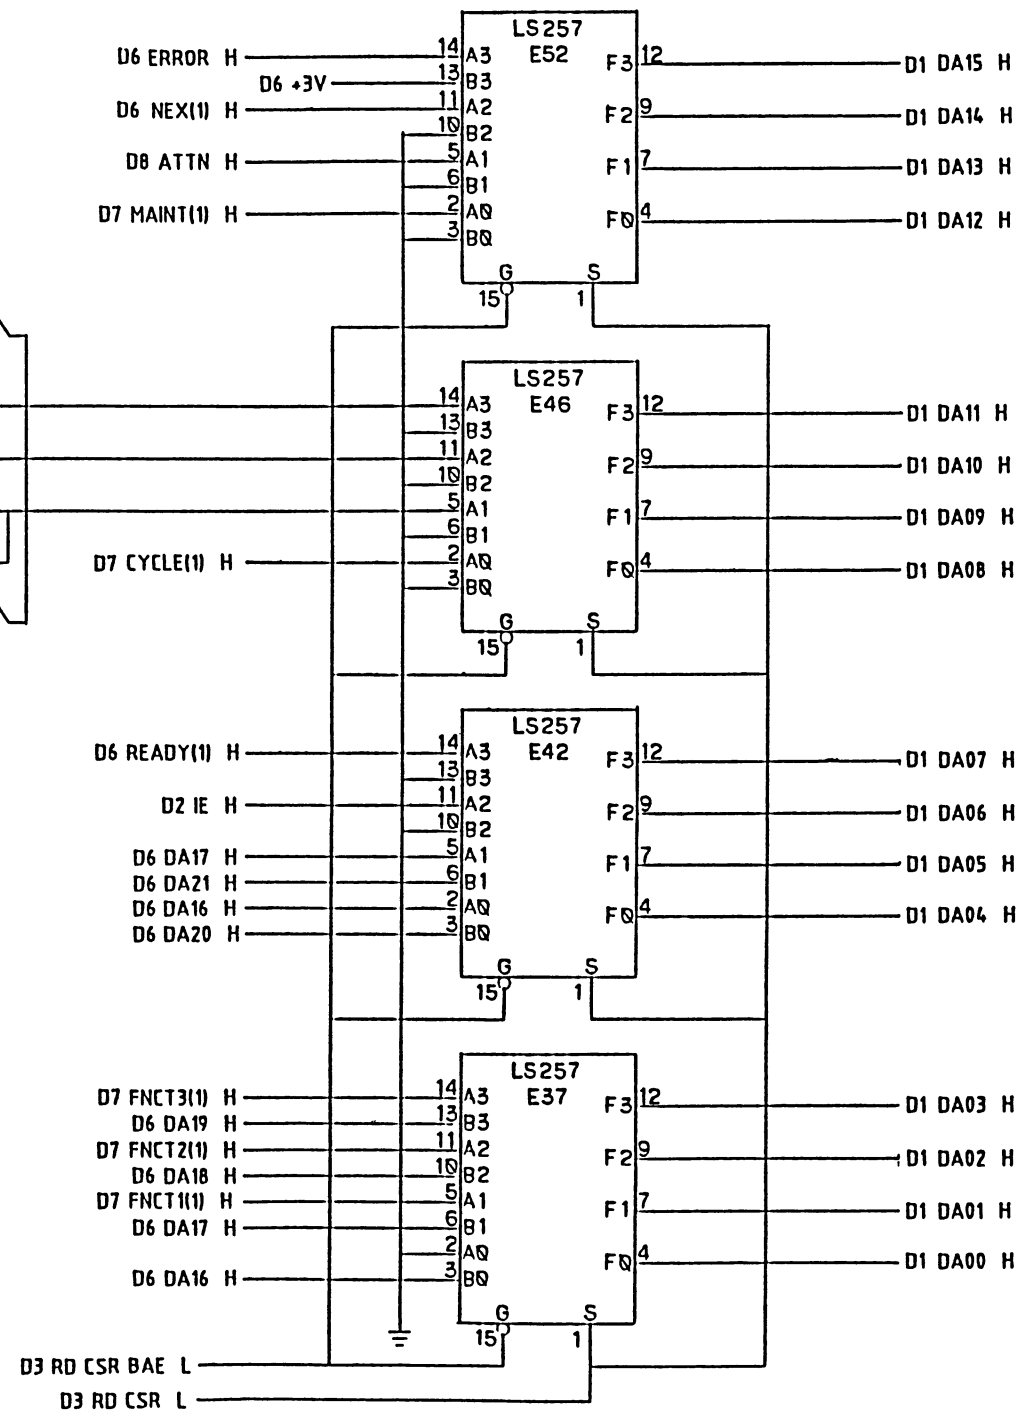 LS257
E52
D6 ERROR H 14 A3 F3 12 D1 DA15 H
D6 +3V 13 B3
D6 NEX(1) H 11 A2 F2 9 D1 DA14 H
10 B2
D8 ATTN H 5 A1 F1 7 D1 DA13 H
6 B1
D7 MAINT(1) H 2 A0 F0 4 D1 DA12 H
3 B0
G S
15 1
LS257
E46
14 A3 F3 12 D1 DA11 H
13 B3
11 A2 F2 9 D1 DA10 H
10 B2
5 A1 F1 7 D1 DA09 H
6 B1
D7 CYCLE(1) H 2 A0 F0 4 D1 DA08 H
3 B0
G S
15 1
LS257
E42
D6 READY(1) H 14 A3 F3 12 D1 DA07 H
13 B3
D2 IE H 11 A2 F2 9 D1 DA06 H
10 B2
D6 DA17 H 5 A1 F1 7 D1 DA05 H
D6 DA21 H 6 B1
D6 DA16 H 2 A0 F0 4 D1 DA04 H
D6 DA20 H 3 B0
G S
15 1
LS257
E37
D7 FNCT3(1) H 14 A3 F3 12 D1 DA03 H
D6 DA19 H 13 B3
D7 FNCT2(1) H 11 A2 F2 9 D1 DA02 H
D6 DA18 H 10 B2
D7 FNCT1(1) H 5 A1 F1 7 D1 DA01 H
D6 DA17 H 6 B1
2 A0 F0 4 D1 DA00 H
D6 DA16 H 3 B0
G S
15 1
D3 RD CSR BAE L
D3 RD CSR L